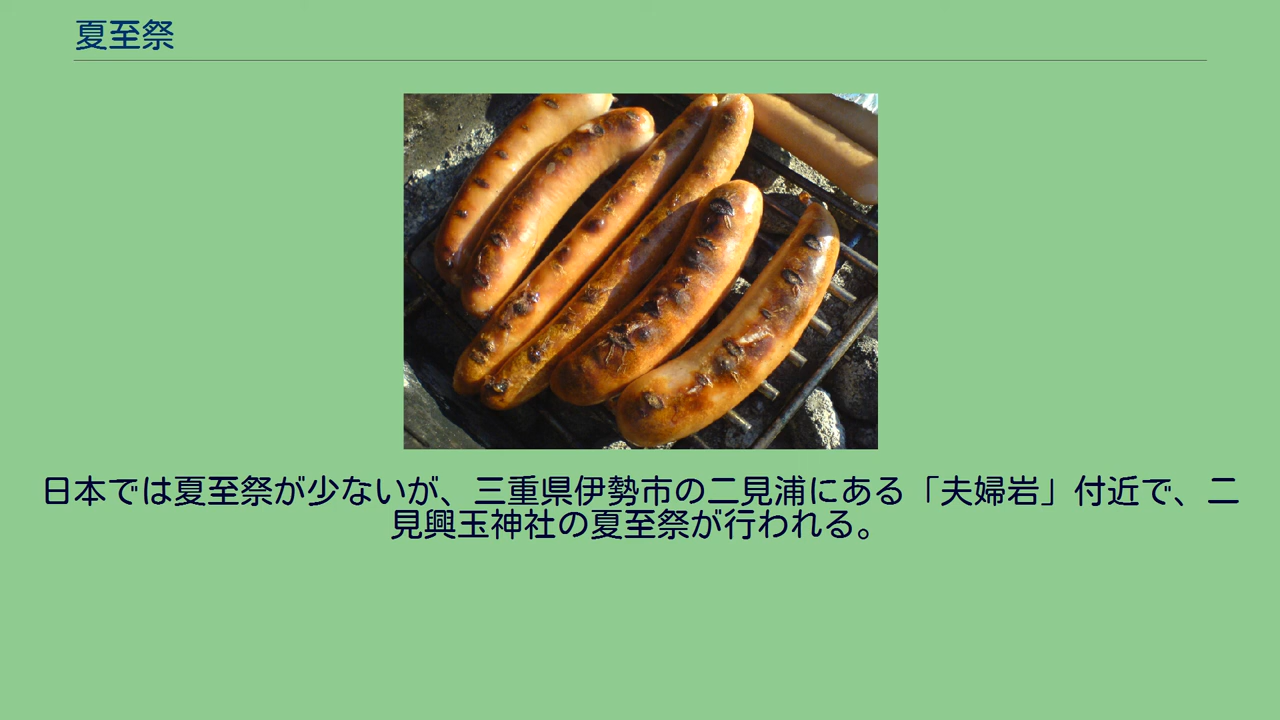 夏至祭
日本では夏至祭が少ないが、三重県伊勢市の二見浦にある「夫婦岩」付近で、二
見興玉神社の夏至祭が行われる。